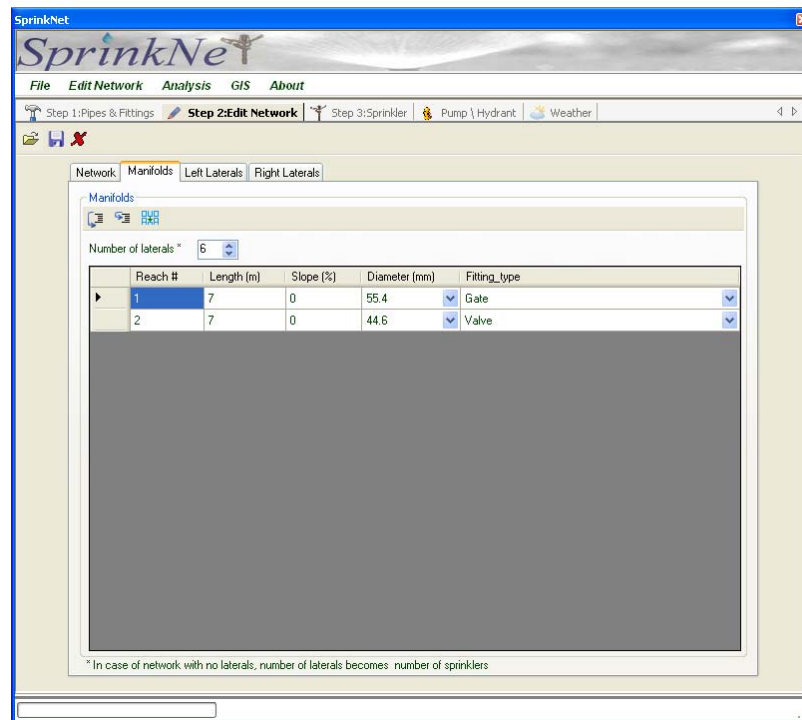 SprinkNet
SprinkNeT
File Edit Network Analysis GIS About
Step 1:Pipes & Fittings Step 2:Edit Network Step 3:Sprinkler Pump \ Hydrant Weather
Network Manifolds Left Laterals Right Laterals
Manifolds
Number of laterals * 6
Reach # Length (m) Slope (%) Diameter (mm) Fitting_type
1 7 0 55.4 Gate
2 7 0 44.6 Valve
* In case of network with no laterals, number of laterals becomes number of sprinklers